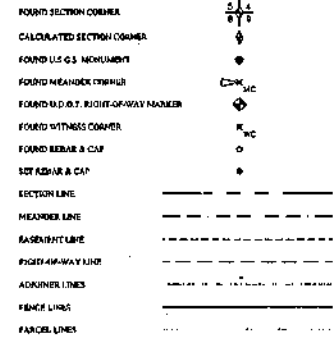 FOUND SECTION CORNER 5 4 8 9
CALCULATED SECTION CORNER
FOUND U.S.G.S. MONUMENT
FOUND MEANDER CORNER MC
FOUND U.D.O.T. RIGHT-OF-WAY MARKER
FOUND WITNESS CORNER WC
FOUND REBAR & CAP
SET REBAR & CAP
SECTION LINE
MEANDER LINE
EASEMENT LINE
RIGHT-OF-WAY LINE
ADJOINER LINES
FENCE LINES
PARCEL LINES